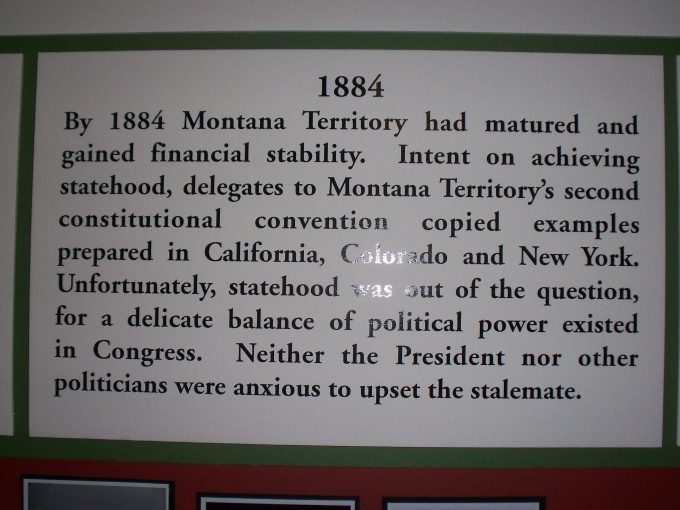 1884
By 1884 Montana Territory had matured and
gained financial stability. Intent on achieving
statehood, delegates to Montana Territory's second
constitutional convention copied examples
prepared in California, Colorado and New York.
Unfortunately, statehood was out of the question,
for a delicate balance of political power existed
in Congress. Neither the President nor other
politicians were anxious to upset the stalemate.